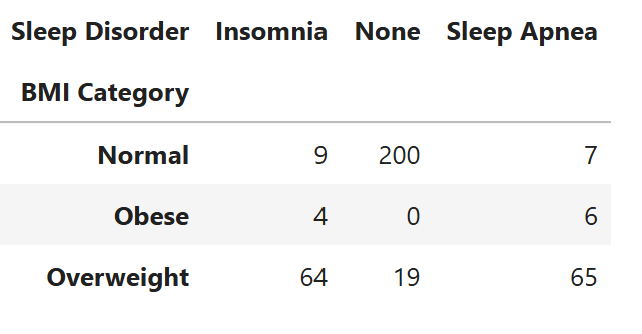 Sleep Disorder Insomnia None Sleep Apnea
BMI Category
Normal 9 200 7
Obese 4 0 6
Overweight 64 19 65